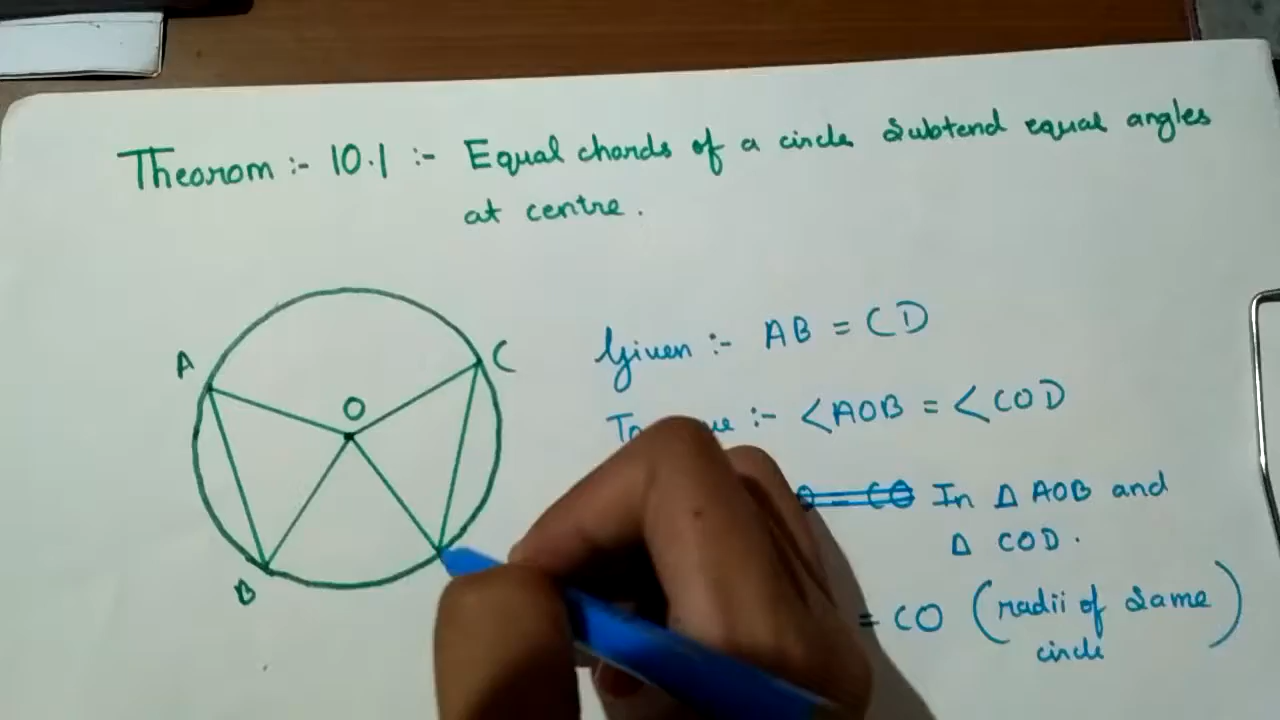 Theorom :- 10.1 :- Equal chords of a circle Subtend equal angles
at centre.
A
C
O
B
Given :- AB = CD
:- <AOB = <COD
In Δ AOB and
Δ COD.
= CO (radii of Same
circle)